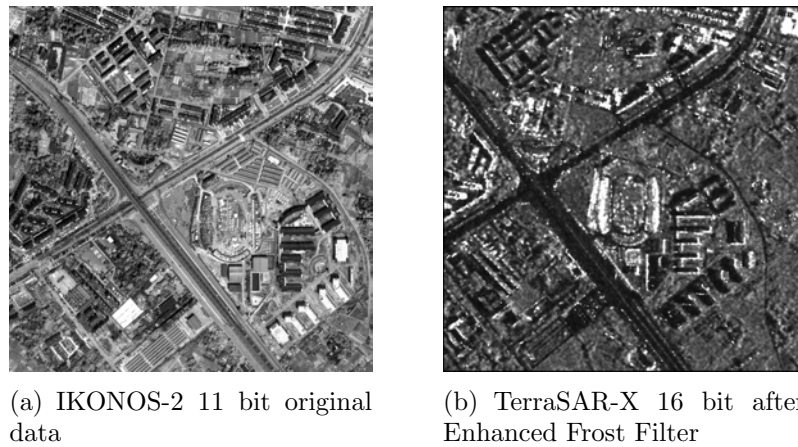 (a) IKONOS-2 11 bit original
data
(b) TerraSAR-X 16 bit after
Enhanced Frost Filter